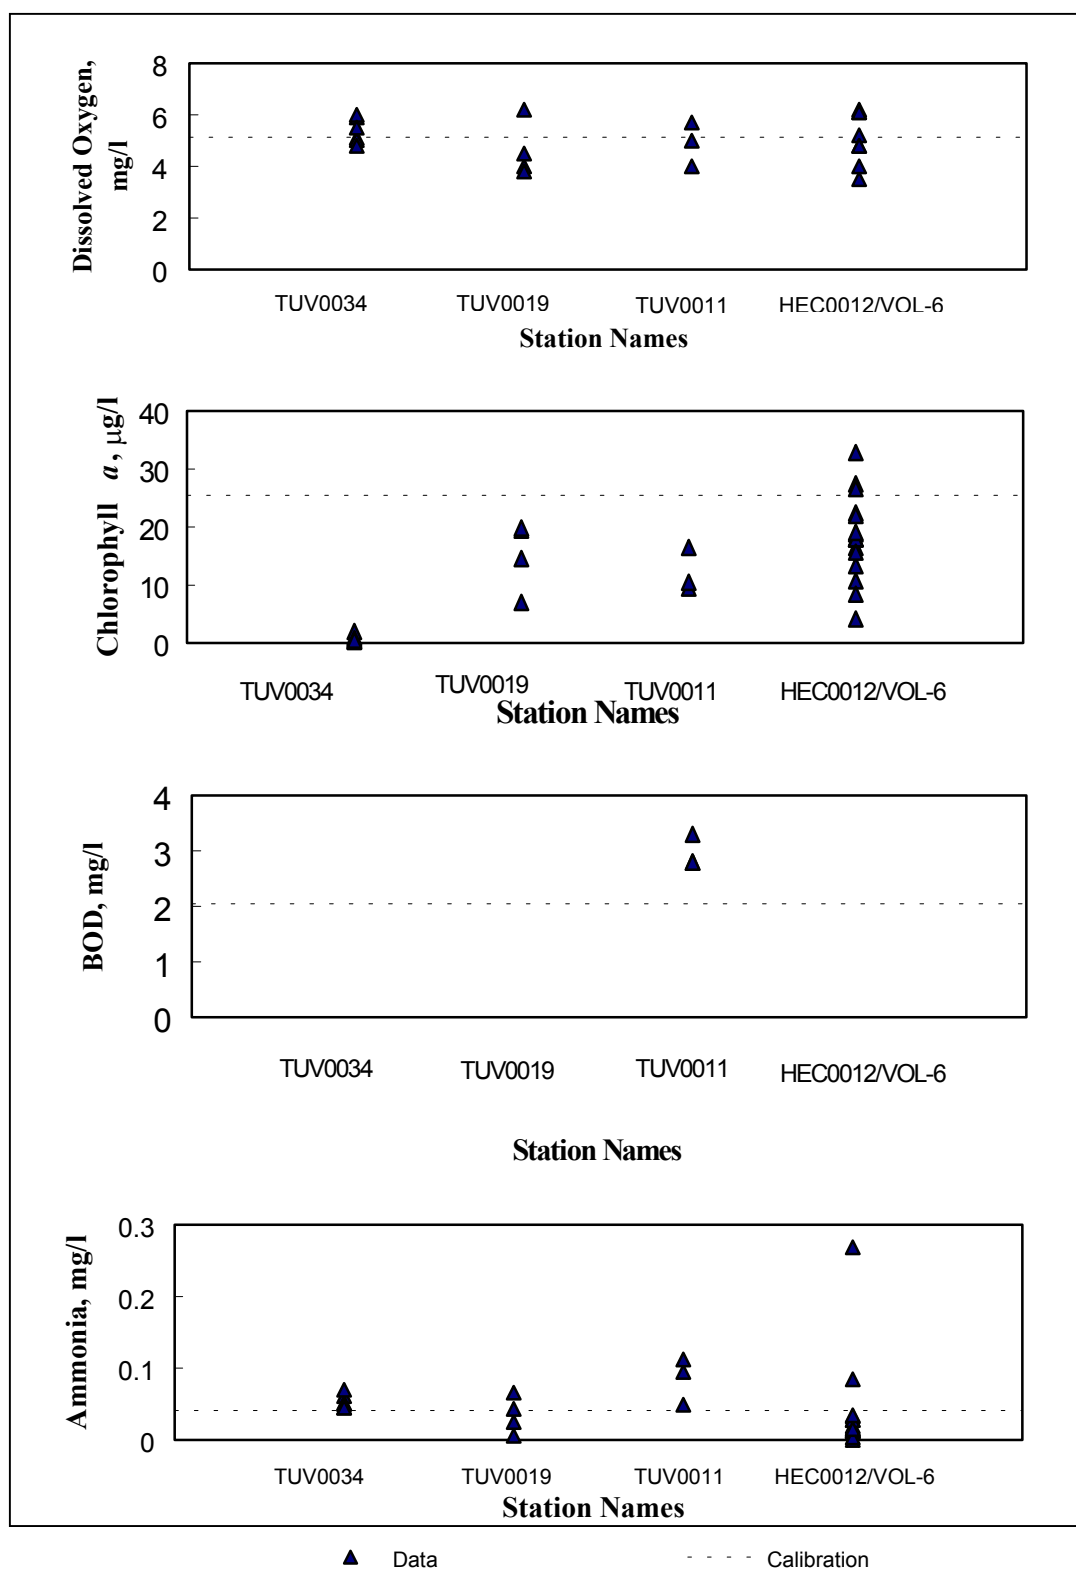 Dissolved Oxygen,
mg/l
8
6
4
2
0
TUV0034 TUV0019 TUV0011 HEC0012/VOL-6
Station Names
Chlorophyll a, µg/l
40
30
20
10
0
TUV0034 TUV0019 TUV0011 HEC0012/VOL-6
Station Names
BOD, mg/l
4
3
2
1
0
TUV0034 TUV0019 TUV0011 HEC0012/VOL-6
Station Names
Ammonia, mg/l
0.3
0.2
0.1
0
TUV0034 TUV0019 TUV0011 HEC0012/VOL-6
Station Names
Data Calibration